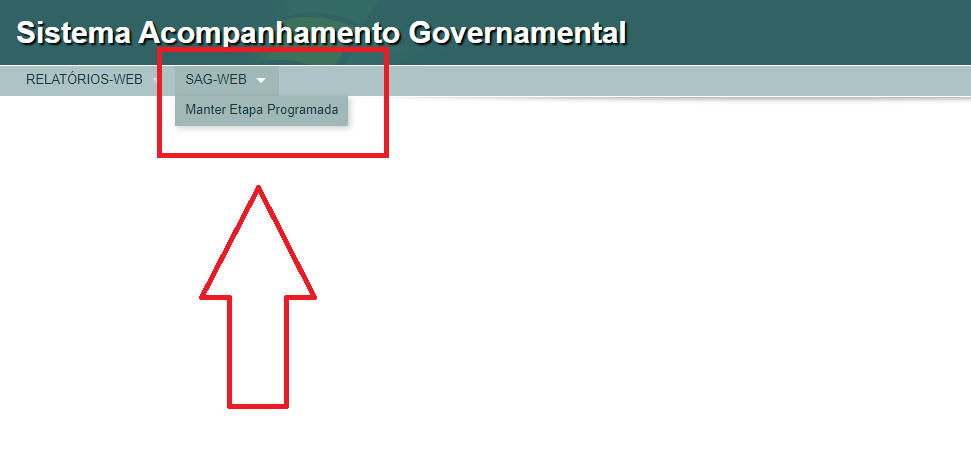 Sistema Acompanhamento Governamental
RELATÓRIOS-WEB SAG-WEB
Manter Etapa Programada